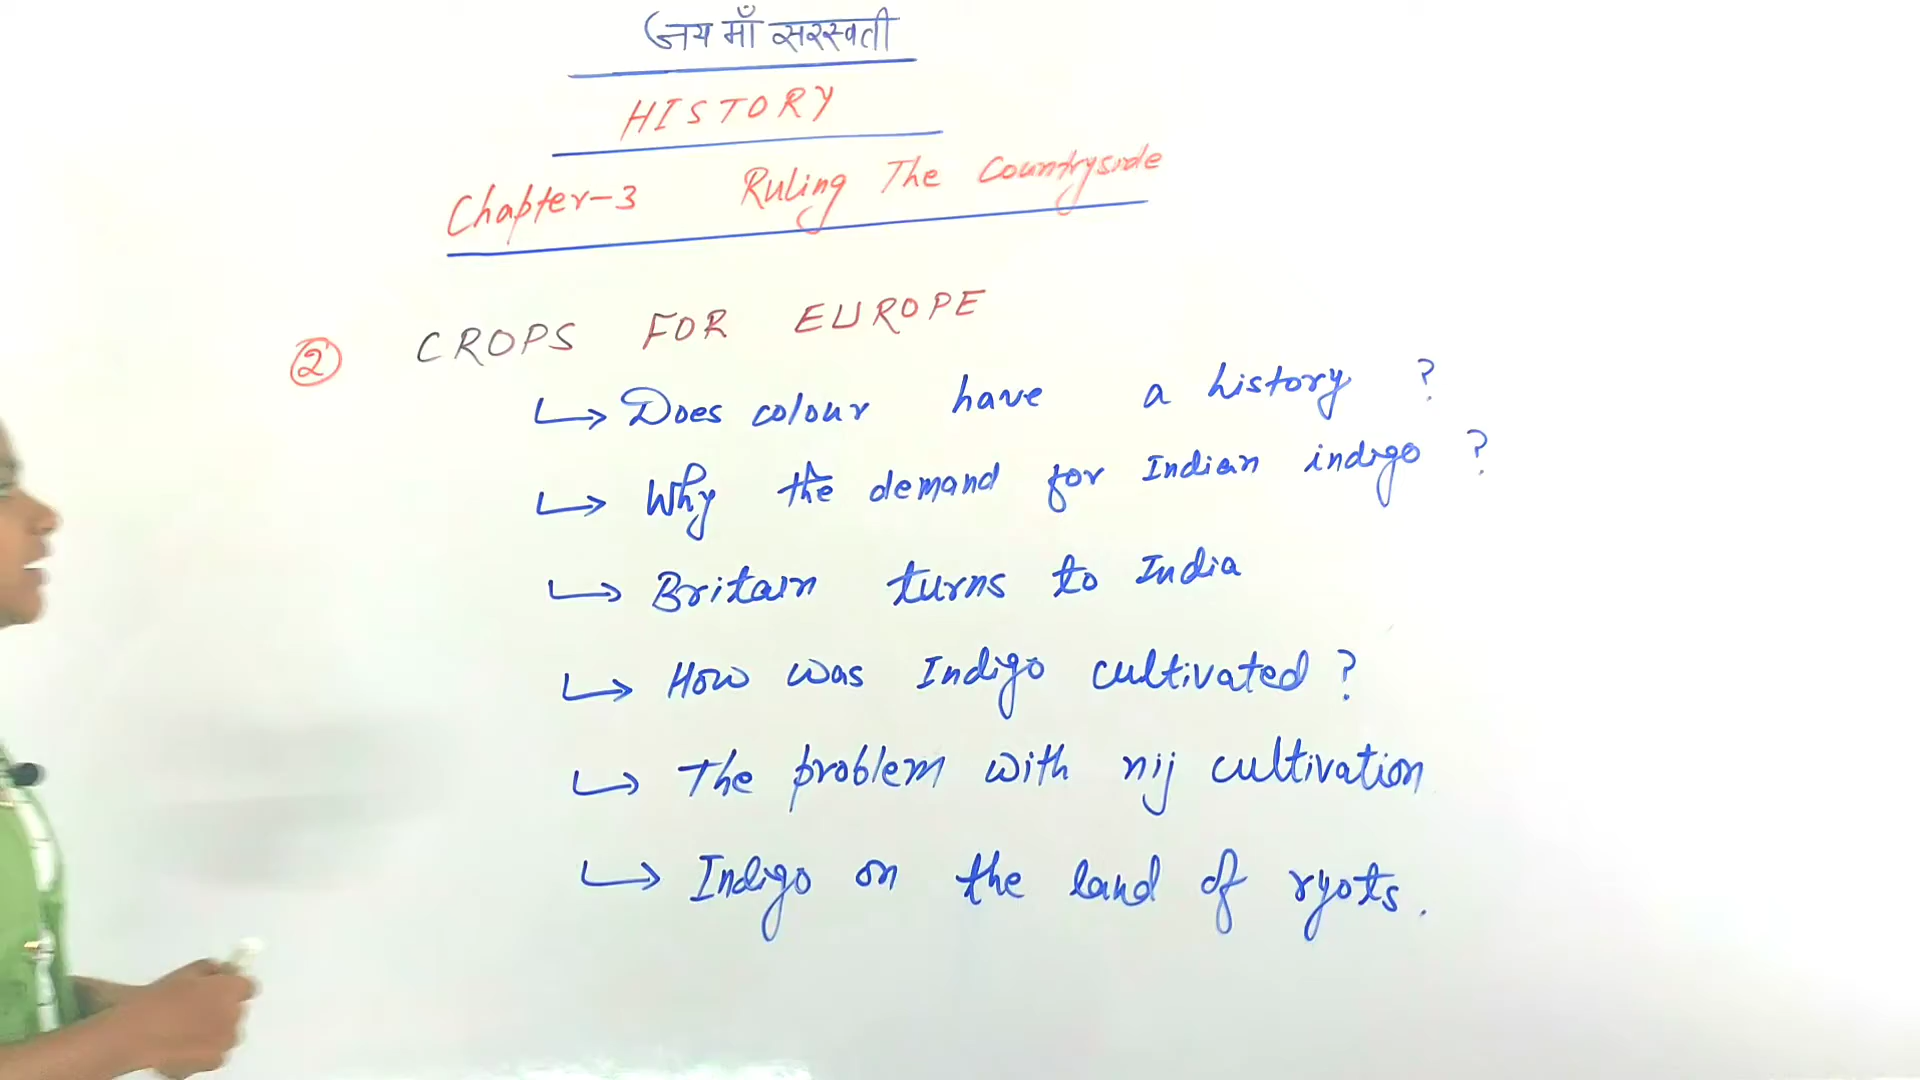 जय माँ सरस्वती
HISTORY
Chapter-3 Ruling The Countryside
2 CROPS FOR EUROPE
↳ Does colour have a history ?
↳ Why the demand for Indian indigo ?
↳ Britain turns to India
↳ How was Indigo cultivated ?
↳ The problem with nij cultivation
↳ Indigo on the land of ryots.